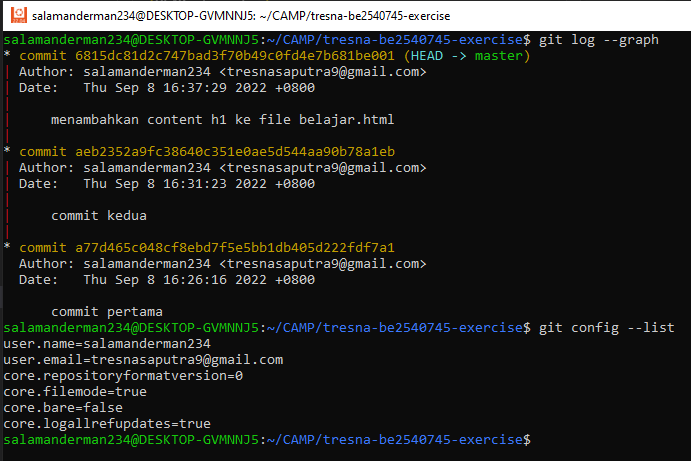 salamanderman234@DESKTOP-GVMNNJ5: ~/CAMP/tresna-be2540745-exercise
salamanderman234@DESKTOP-GVMNNJ5:~/CAMP/tresna-be2540745-exercise$ git log --graph
* commit 6815dc81d2c747bad3f70b49c0fd4e7b681be001 (HEAD -> master)
| Author: salamanderman234 <tresnasaputra9@gmail.com>
| Date:   Thu Sep 8 16:37:29 2022 +0800
|
|     menambahkan content h1 ke file belajar.html
|
* commit aeb2352a9fc38640c351e0ae5d544aa90b78a1eb
| Author: salamanderman234 <tresnasaputra9@gmail.com>
| Date:   Thu Sep 8 16:31:23 2022 +0800
|
|     commit kedua
|
* commit a77d465c048cf8ebd7f5e5bb1db405d222fdf7a1
  Author: salamanderman234 <tresnasaputra9@gmail.com>
  Date:   Thu Sep 8 16:26:16 2022 +0800

      commit pertama
salamanderman234@DESKTOP-GVMNNJ5:~/CAMP/tresna-be2540745-exercise$ git config --list
user.name=salamanderman234
user.email=tresnasaputra9@gmail.com
core.repositoryformatversion=0
core.filemode=true
core.bare=false
core.logallrefupdates=true
salamanderman234@DESKTOP-GVMNNJ5:~/CAMP/tresna-be2540745-exercise$